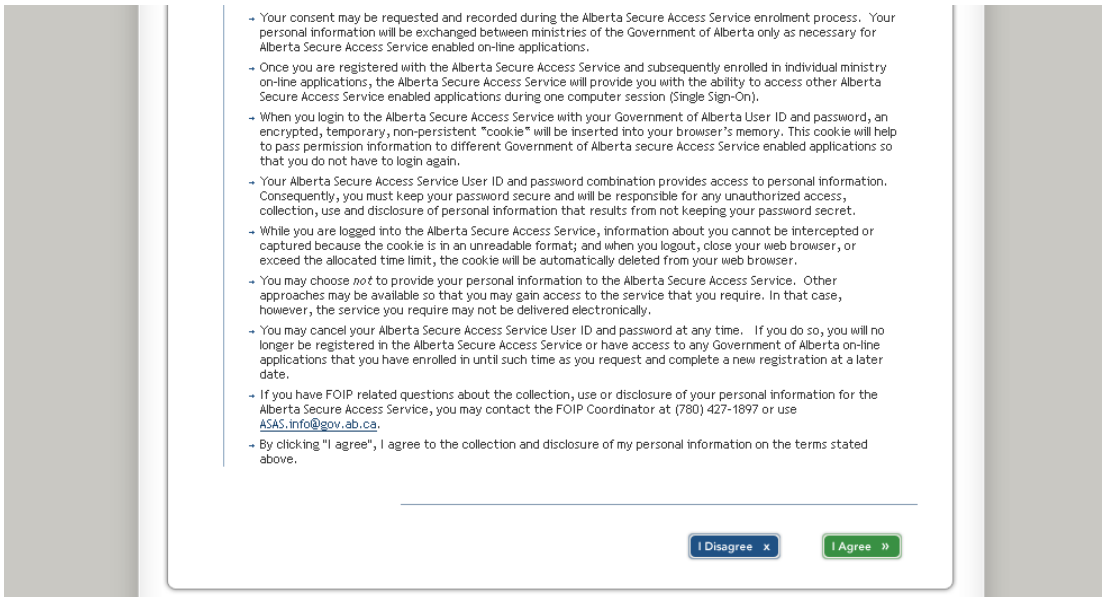 → Your consent may be requested and recorded during the Alberta Secure Access Service enrolment process.  Your
personal information will be exchanged between ministries of the Government of Alberta only as necessary for
Alberta Secure Access Service enabled on-line applications.
→ Once you are registered with the Alberta Secure Access Service and subsequently enrolled in individual ministry
on-line applications, the Alberta Secure Access Service will provide you with the ability to access other Alberta
Secure Access Service enabled applications during one computer session (Single Sign-On).
→ When you login to the Alberta Secure Access Service with your Government of Alberta User ID and password, an
encrypted, temporary, non-persistent "cookie" will be inserted into your browser's memory. This cookie will help
to pass permission information to different Government of Alberta secure Access Service enabled applications so
that you do not have to login again.
→ Your Alberta Secure Access Service User ID and password combination provides access to personal information.
Consequently, you must keep your password secure and will be responsible for any unauthorized access,
collection, use and disclosure of personal information that results from not keeping your password secret.
→ While you are logged into the Alberta Secure Access Service, information about you cannot be intercepted or
captured because the cookie is in an unreadable format; and when you logout, close your web browser, or
exceed the allocated time limit, the cookie will be automatically deleted from your web browser.
→ You may choose not to provide your personal information to the Alberta Secure Access Service.  Other
approaches may be available so that you may gain access to the service that you require. In that case,
however, the service you require may not be delivered electronically.
→ You may cancel your Alberta Secure Access Service User ID and password at any time.   If you do so, you will no
longer be registered in the Alberta Secure Access Service or have access to any Government of Alberta on-line
applications that you have enrolled in until such time as you request and complete a new registration at a later
date.
→ If you have FOIP related questions about the collection, use or disclosure of your personal information for the
Alberta Secure Access Service, you may contact the FOIP Coordinator at (780) 427-1897 or use
ASAS.info@gov.ab.ca.
→ By clicking "I agree", I agree to the collection and disclosure of my personal information on the terms stated
above.
I Disagree x
I Agree »